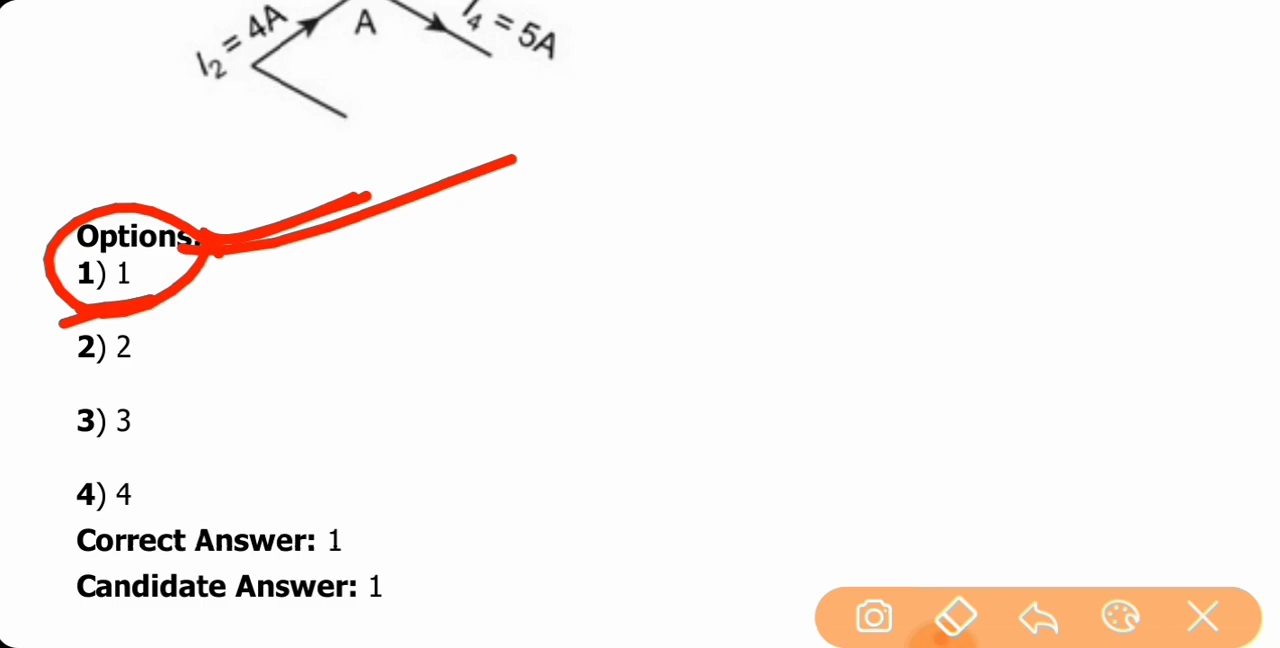 I₂ = 4A
A
I₄ = 5A
Options:
1) 1
2) 2
3) 3
4) 4
Correct Answer: 1
Candidate Answer: 1